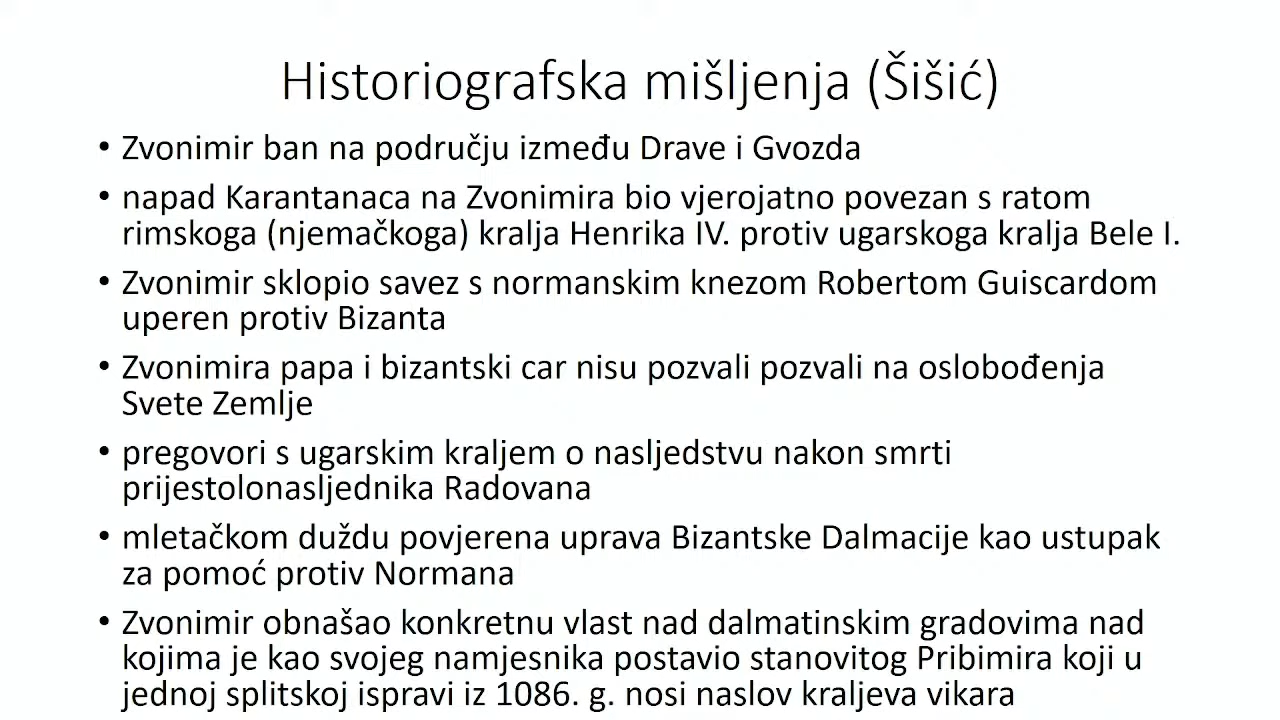 Historiografska mišljenja (Šišić)
• Zvonimir ban na području između Drave i Gvozda
• napad Karantanaca na Zvonimira bio vjerojatno povezan s ratom
rimskoga (njemačkoga) kralja Henrika IV. protiv ugarskoga kralja Bele I.
• Zvonimir sklopio savez s normanskim knezom Robertom Guiscardom
uperen protiv Bizanta
• Zvonimira papa i bizantski car nisu pozvali pozvali na oslobođenja
Svete Zemlje
• pregovori s ugarskim kraljem o nasljedstvu nakon smrti
prijestolonasljednika Radovana
• mletačkom duždu povjerena uprava Bizantske Dalmacije kao ustupak
za pomoć protiv Normana
• Zvonimir obnašao konkretnu vlast nad dalmatinskim gradovima nad
kojima je kao svojeg namjesnika postavio stanovitog Pribimira koji u
jednoj splitskoj ispravi iz 1086. g. nosi naslov kraljeva vikara